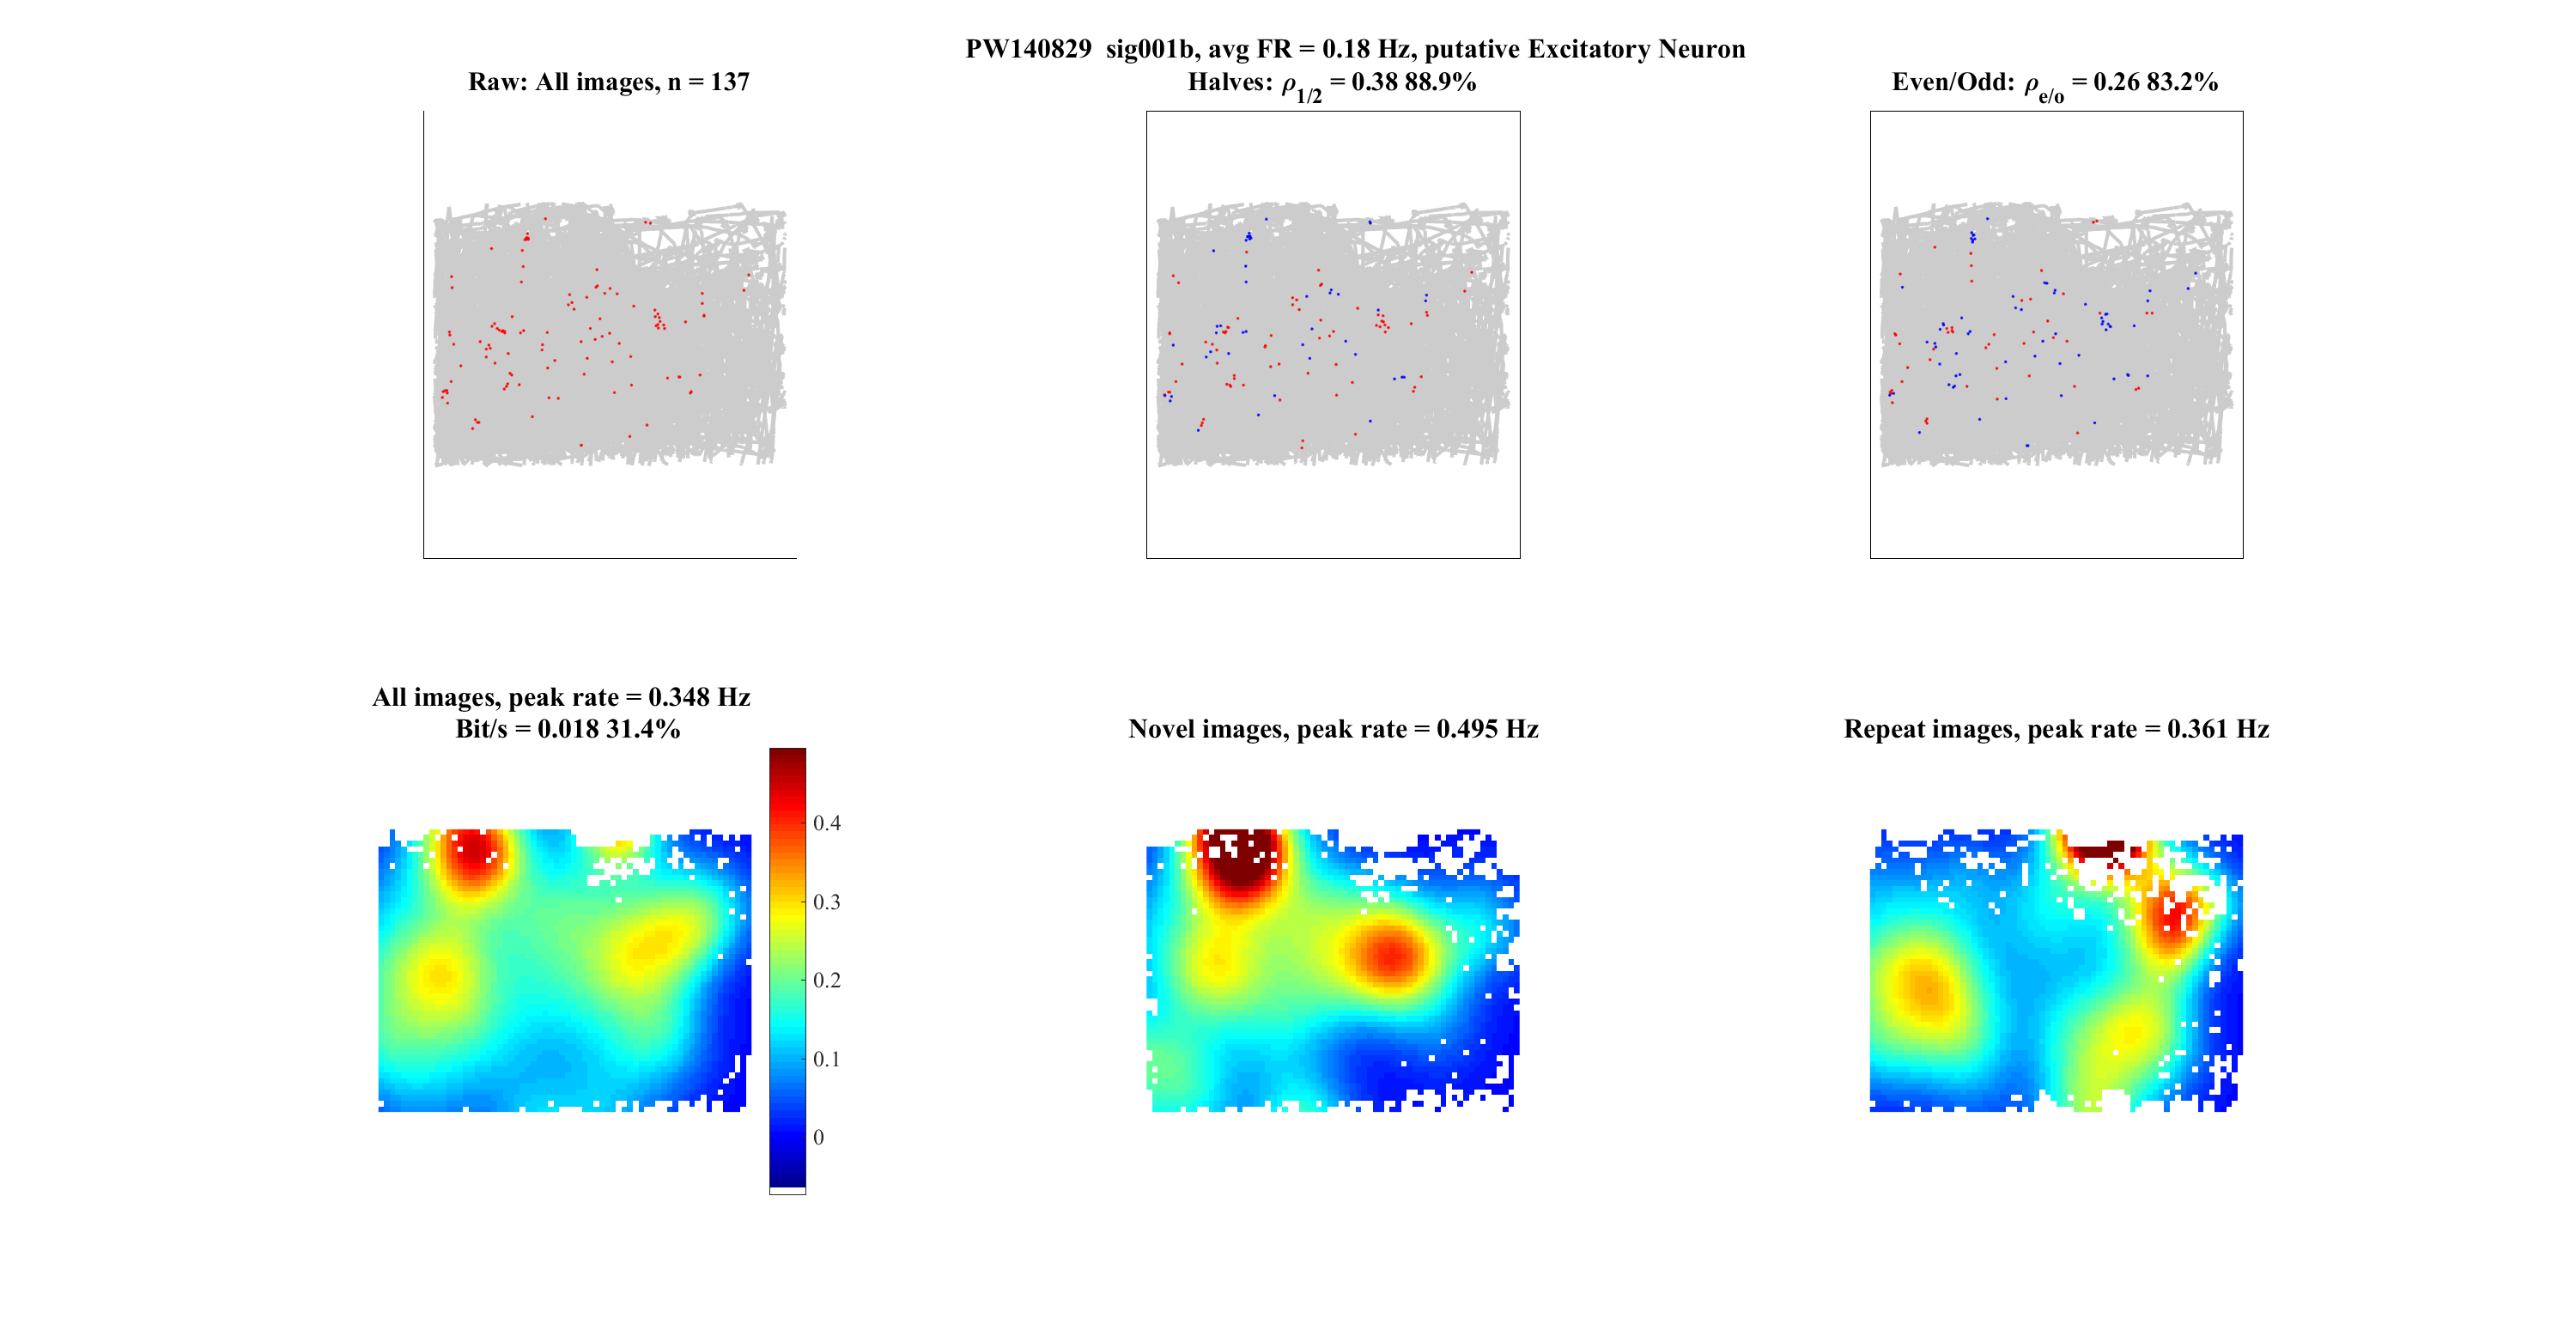 PW140829 sig001b, avg FR = 0.18 Hz, putative Excitatory Neuron
Raw: All images, n = 137
Halves: ρ1/2 = 0.38 88.9%
Even/Odd: ρe/o = 0.26 83.2%
All images, peak rate = 0.348 Hz
Bit/s = 0.018 31.4%
Novel images, peak rate = 0.495 Hz
Repeat images, peak rate = 0.361 Hz
0.4
0.3
0.2
0.1
0